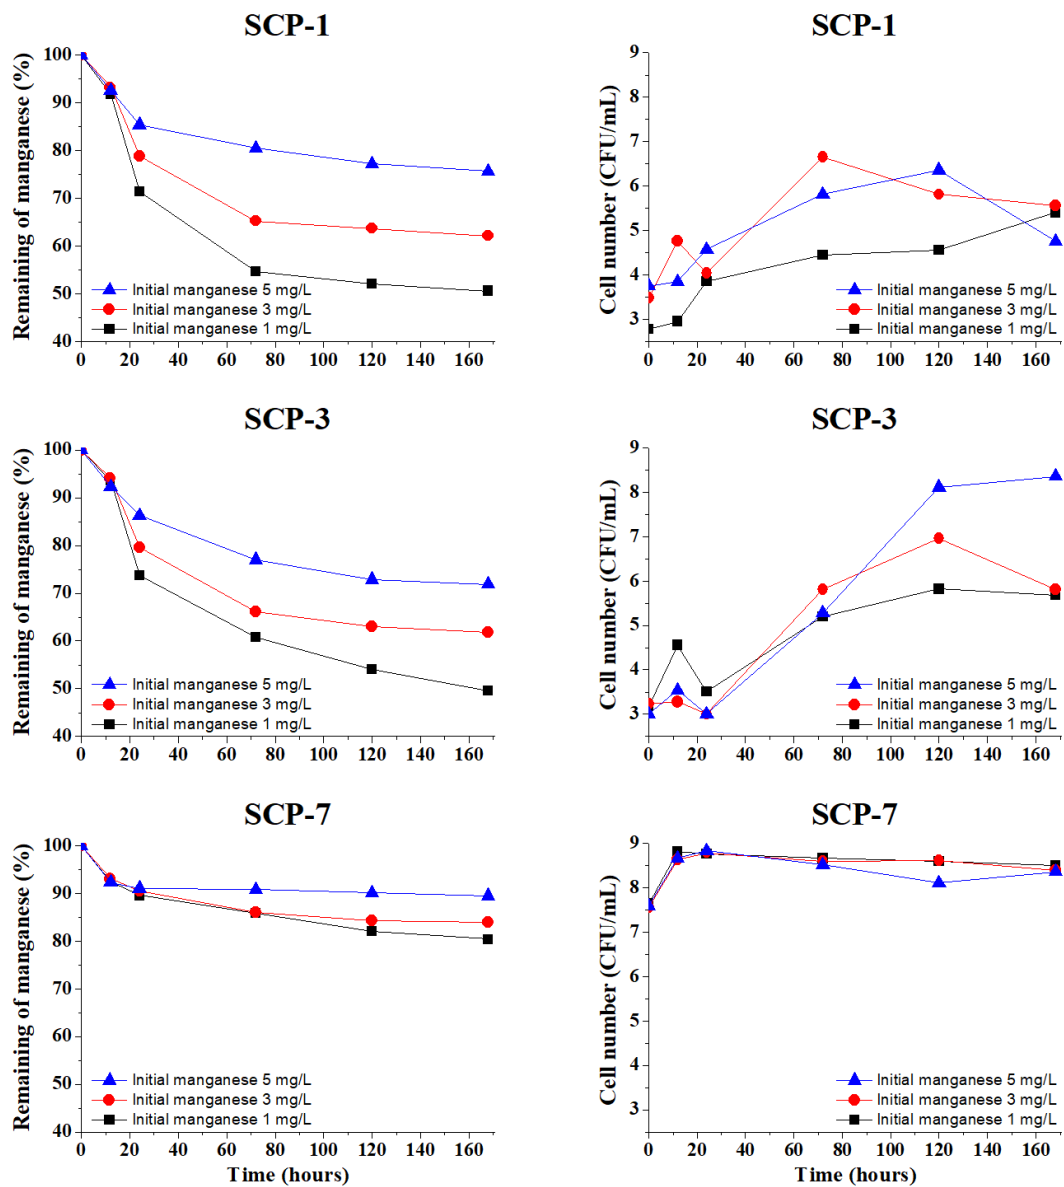 SCP-1
Remaining of manganese (%)
100
90
80
70
60
50
40
Initial manganese 5 mg/L
Initial manganese 3 mg/L
Initial manganese 1 mg/L
0 20 40 60 80 100 120 140 160
SCP-1
Cell number (CFU/mL)
9
8
7
6
5
4
3
Initial manganese 5 mg/L
Initial manganese 3 mg/L
Initial manganese 1 mg/L
0 20 40 60 80 100 120 140 160
SCP-3
Remaining of manganese (%)
100
90
80
70
60
50
40
Initial manganese 5 mg/L
Initial manganese 3 mg/L
Initial manganese 1 mg/L
0 20 40 60 80 100 120 140 160
SCP-3
Cell number (CFU/mL)
9
8
7
6
5
4
3
Initial manganese 5 mg/L
Initial manganese 3 mg/L
Initial manganese 1 mg/L
0 20 40 60 80 100 120 140 160
SCP-7
Remaining of manganese (%)
100
90
80
70
60
50
40
Initial manganese 5 mg/L
Initial manganese 3 mg/L
Initial manganese 1 mg/L
0 20 40 60 80 100 120 140 160
Time (hours)
SCP-7
Cell number (CFU/mL)
9
8
7
6
5
4
3
Initial manganese 5 mg/L
Initial manganese 3 mg/L
Initial manganese 1 mg/L
0 20 40 60 80 100 120 140 160
Time (hours)